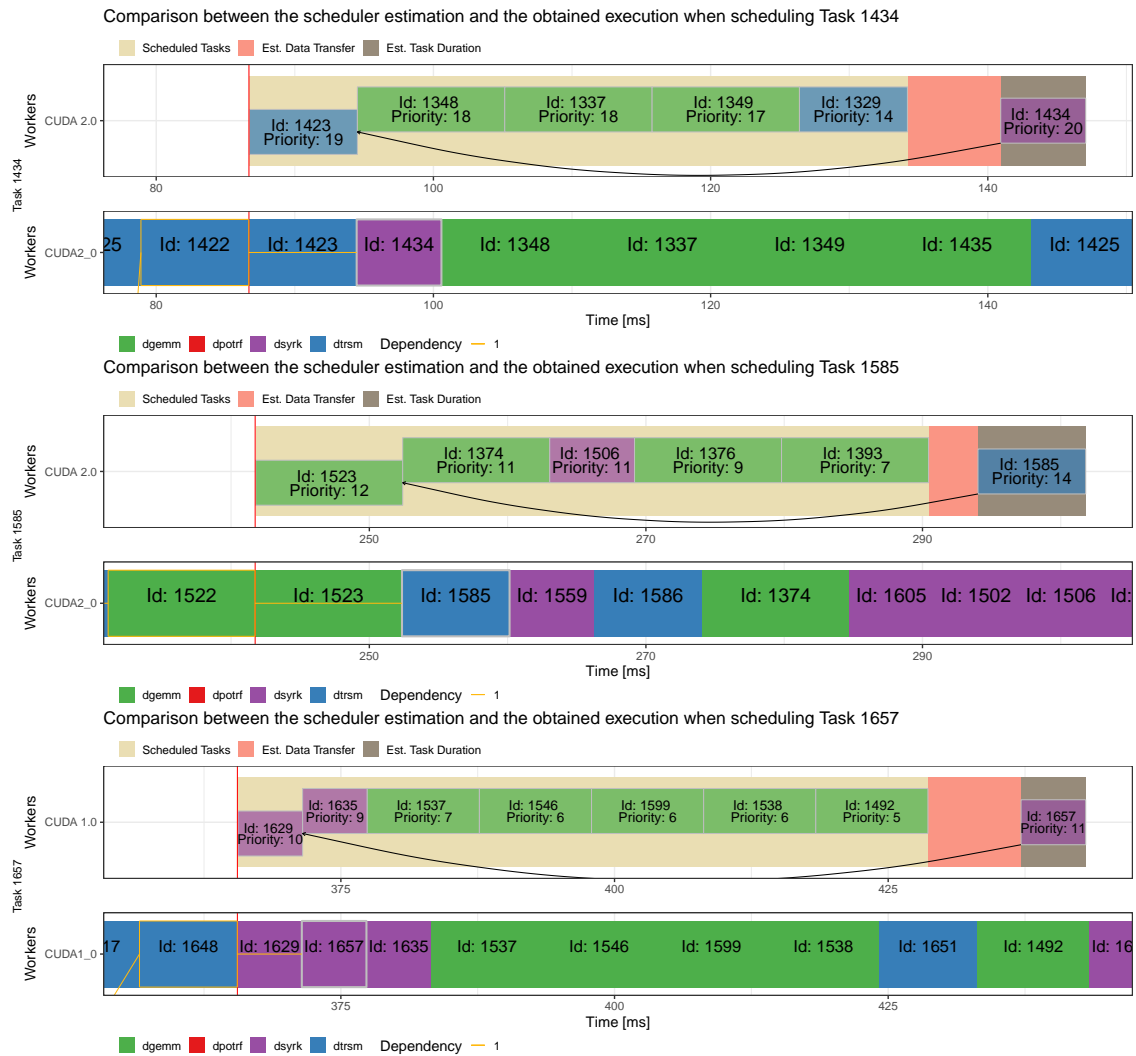 Comparison between the scheduler estimation and the obtained execution when scheduling Task 1434
Scheduled Tasks Est. Data Transfer Est. Task Duration
Task 1434
Workers
CUDA 2.0
Id: 1423
Priority: 19
Id: 1348
Priority: 18
Id: 1337
Priority: 18
Id: 1349
Priority: 17
Id: 1329
Priority: 14
Id: 1434
Priority: 20
80 100 120 140
Workers
CUDA2_0
25 Id: 1422 Id: 1423 Id: 1434 Id: 1348 Id: 1337 Id: 1349 Id: 1435 Id: 1425
80 100 120 140
Time [ms]
dgemm dpotrf dsyrk dtrsm Dependency 1
Comparison between the scheduler estimation and the obtained execution when scheduling Task 1585
Scheduled Tasks Est. Data Transfer Est. Task Duration
Task 1585
Workers
CUDA 2.0
Id: 1523
Priority: 12
Id: 1374
Priority: 11
Id: 1506
Priority: 11
Id: 1376
Priority: 9
Id: 1393
Priority: 7
Id: 1585
Priority: 14
250 270 290
Workers
CUDA2_0
Id: 1522 Id: 1523 Id: 1585 Id: 1559 Id: 1586 Id: 1374 Id: 1605 Id: 1502 Id: 1506 Id:
250 270 290
Time [ms]
dgemm dpotrf dsyrk dtrsm Dependency 1
Comparison between the scheduler estimation and the obtained execution when scheduling Task 1657
Scheduled Tasks Est. Data Transfer Est. Task Duration
Task 1657
Workers
CUDA 1.0
Id: 1629
Priority: 10
Id: 1635
Priority: 9
Id: 1537
Priority: 7
Id: 1546
Priority: 6
Id: 1599
Priority: 6
Id: 1538
Priority: 6
Id: 1492
Priority: 5
Id: 1657
Priority: 11
375 400 425
Workers
CUDA1_0
17 Id: 1648 Id: 1629 Id: 1657 Id: 1635 Id: 1537 Id: 1546 Id: 1599 Id: 1538 Id: 1651 Id: 1492 Id: 16
375 400 425
Time [ms]
dgemm dpotrf dsyrk dtrsm Dependency 1